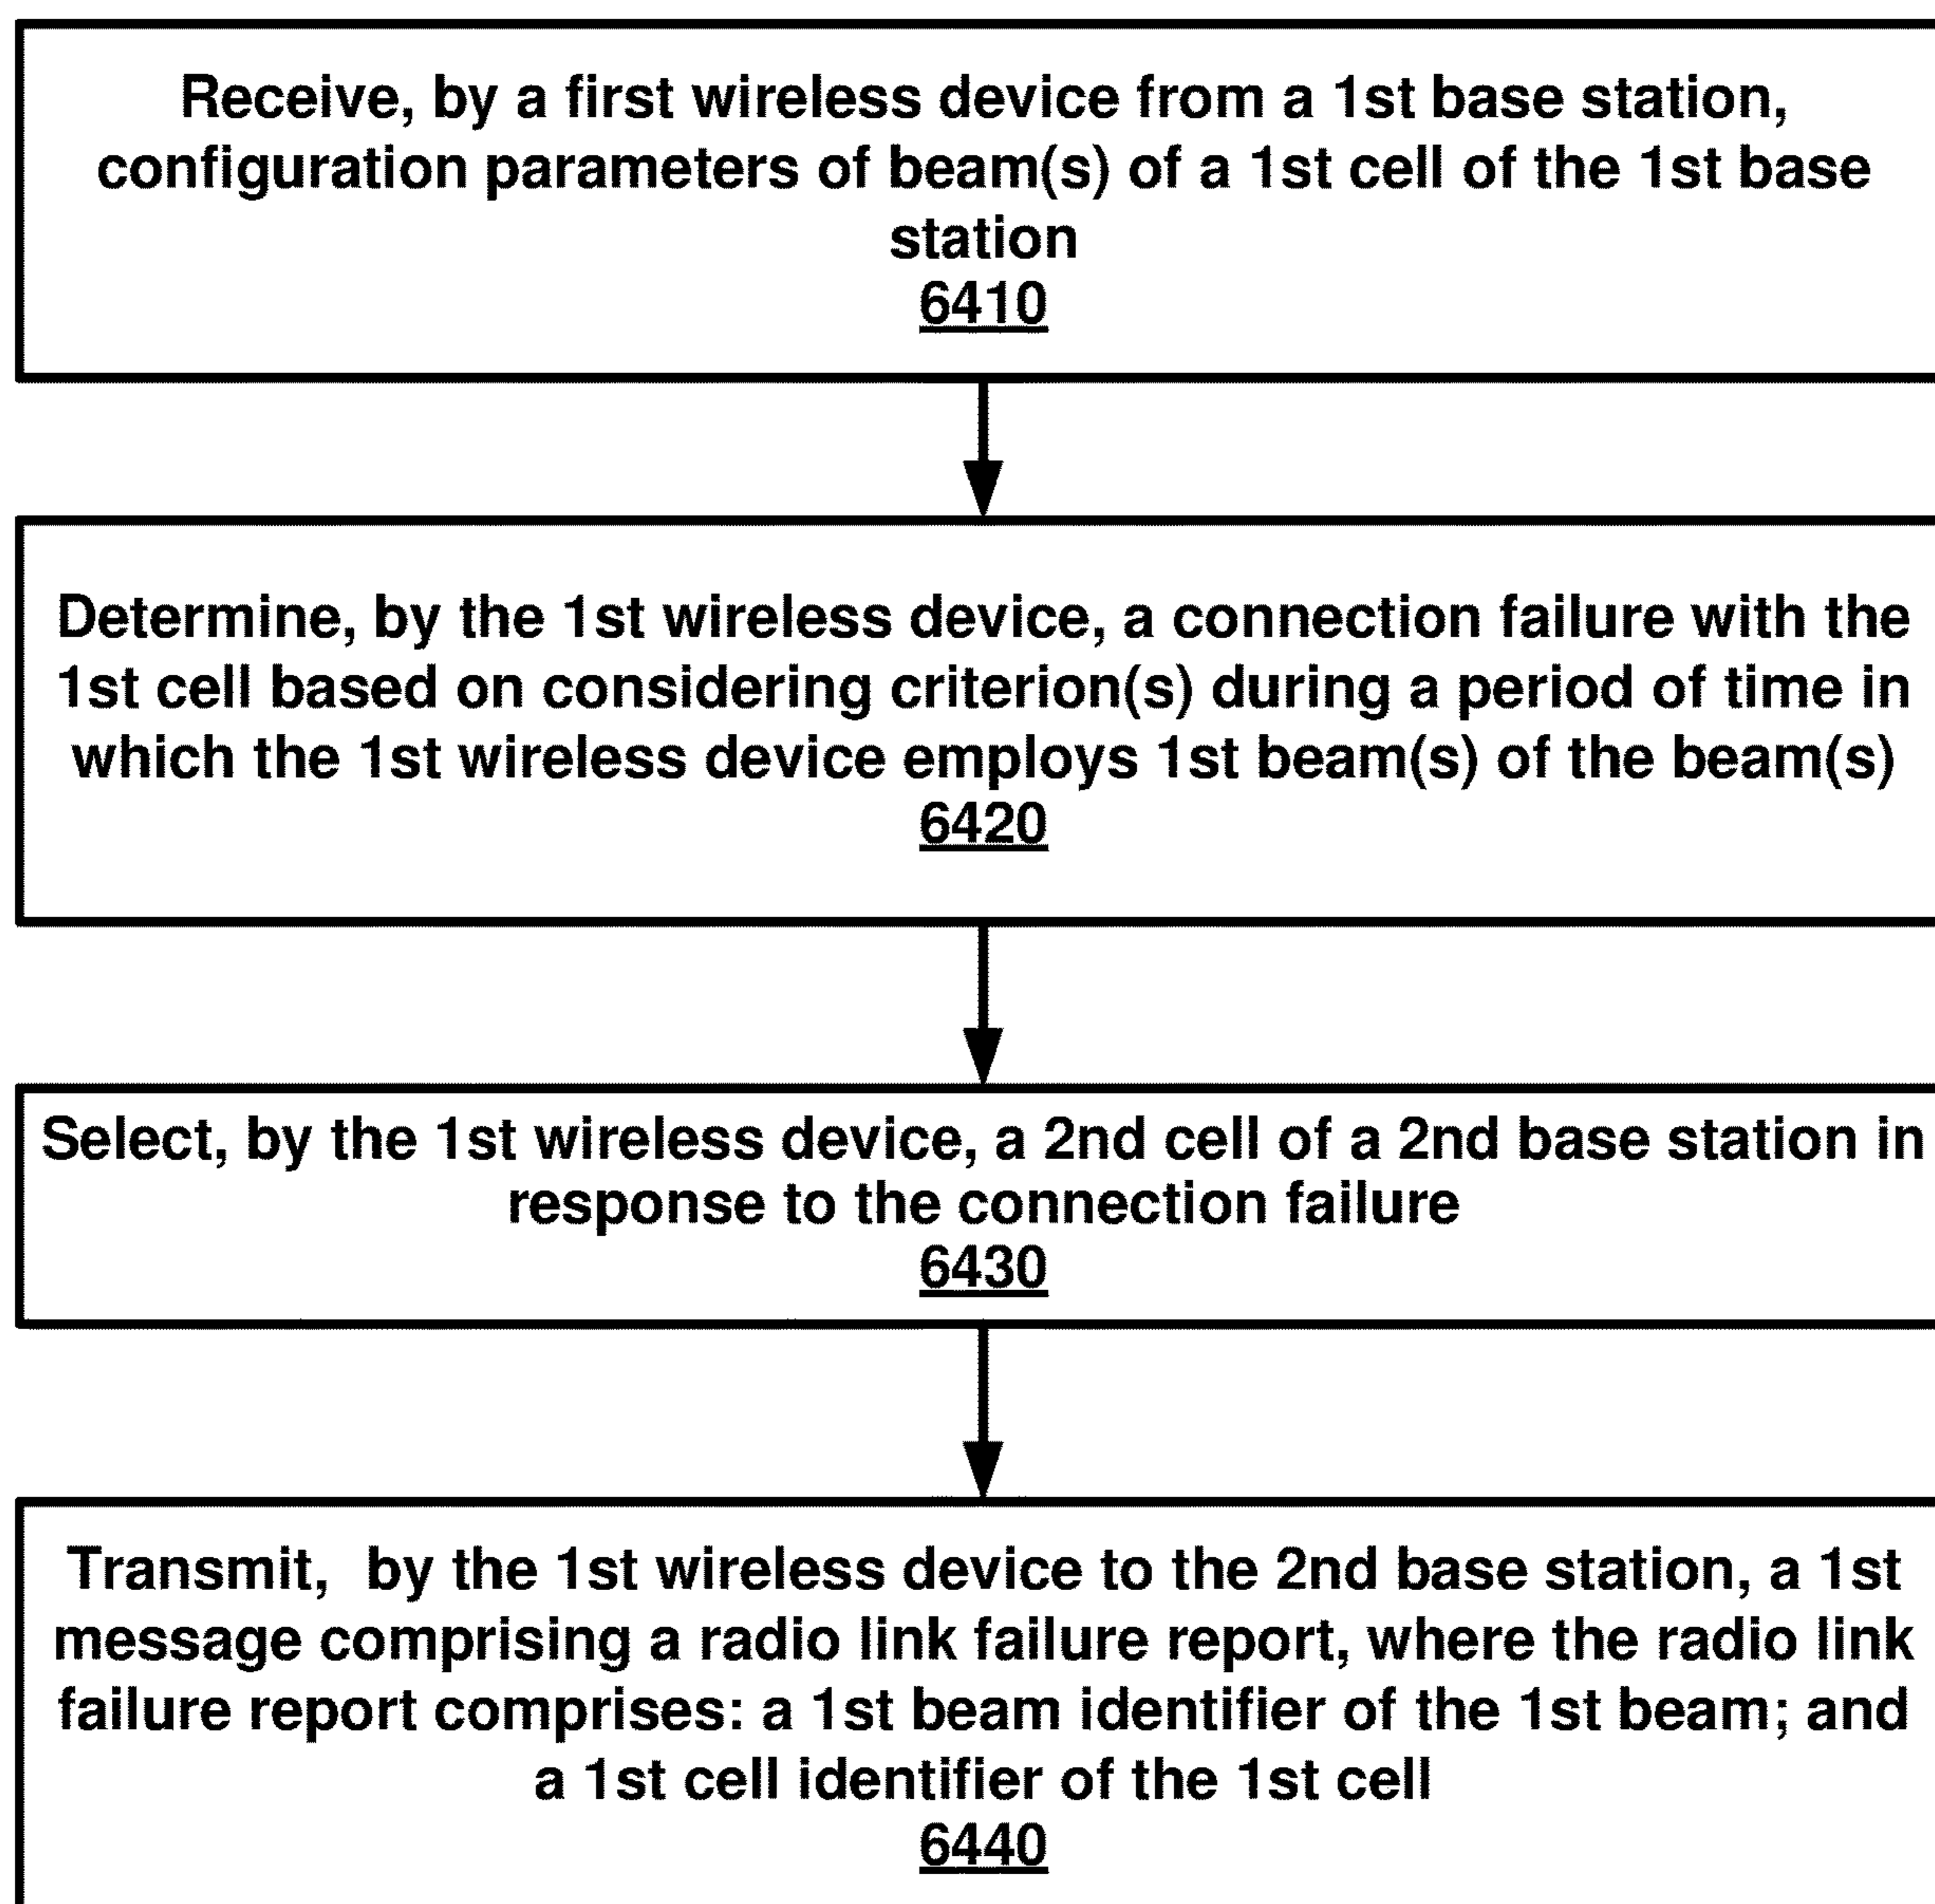 Receive, by a first wireless device from a 1st base station,
configuration parameters of beam(s) of a 1st cell of the 1st base
station
6410
Determine, by the 1st wireless device, a connection failure with the
1st cell based on considering criterion(s) during a period of time in
which the 1st wireless device employs 1st beam(s) of the beam(s)
6420
Select, by the 1st wireless device, a 2nd cell of a 2nd base station in
response to the connection failure
6430
Transmit,  by the 1st wireless device to the 2nd base station, a 1st
message comprising a radio link failure report, where the radio link
failure report comprises: a 1st beam identifier of the 1st beam; and
a 1st cell identifier of the 1st cell
6440